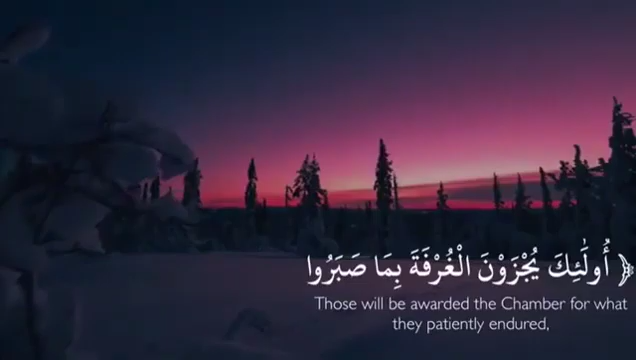 ﴿ أُولَٰئِكَ يُجْزَوْنَ الْغُرْفَةَ بِمَا صَبَرُوا
Those will be awarded the Chamber for what
they patiently endured,